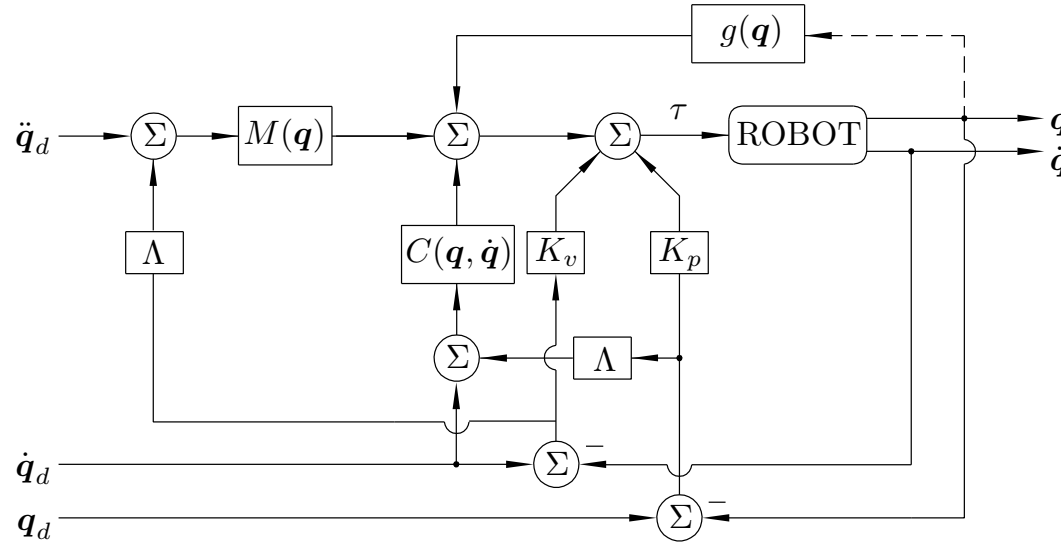 g(q)
q̈_d
Σ
M(q)
Σ
Σ
τ
ROBOT
q
q̇
Λ
C(q, q̇)
K_v
K_p
Σ
Λ
q̇_d
Σ
−
q_d
Σ
−